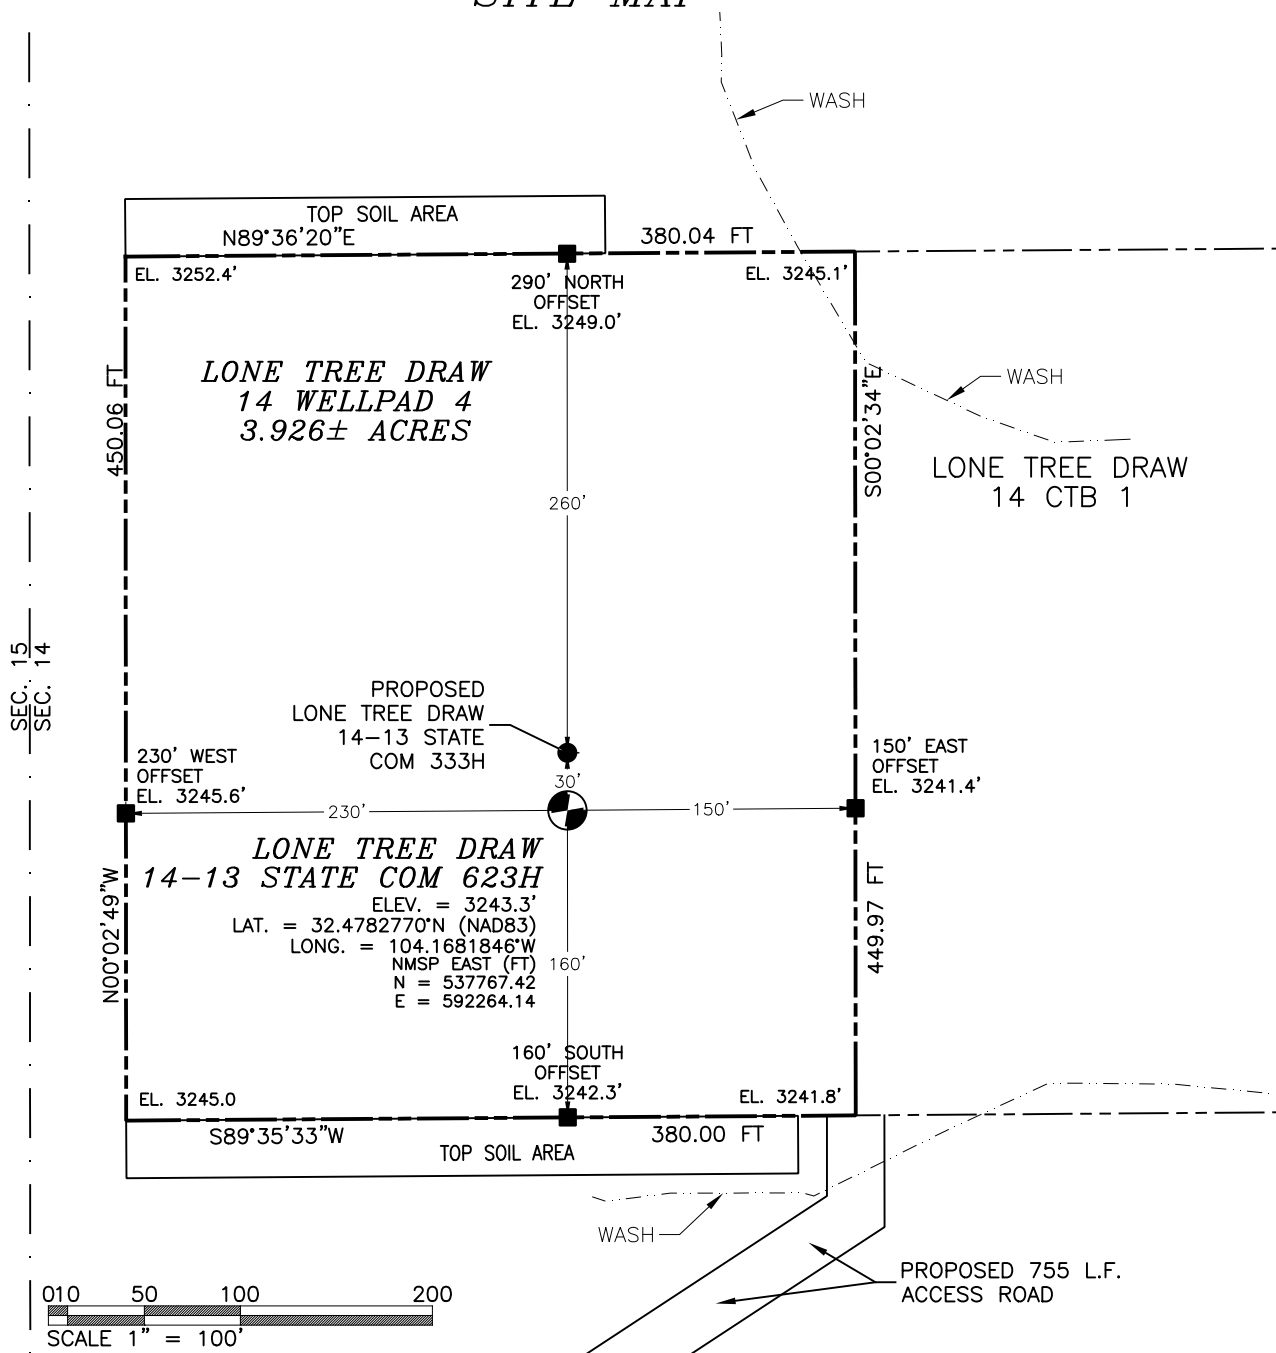 SITE MAP
WASH
TOP SOIL AREA
N89°36'20"E
380.04 FT
EL. 3252.4'
EL. 3245.1'
290' NORTH
OFFSET
EL. 3249.0'
LONE TREE DRAW
14 WELLPAD 4
3.926± ACRES
450.06 FT
S00°02'34"E
WASH
LONE TREE DRAW
14 CTB 1
260'
SEC. 15
SEC. 14
PROPOSED
LONE TREE DRAW
14-13 STATE
COM 333H
230' WEST
OFFSET
EL. 3245.6'
150' EAST
OFFSET
EL. 3241.4'
30'
230'
150'
LONE TREE DRAW
14-13 STATE COM 623H
ELEV. = 3243.3'
LAT. = 32.4782770°N (NAD83)
LONG. = 104.1681846°W
NMSP EAST (FT)
N = 537767.42
E = 592264.14
160'
N00°02'49"W
449.97 FT
160' SOUTH
OFFSET
EL. 3242.3'
EL. 3245.0
EL. 3241.8'
S89°35'33"W
380.00 FT
TOP SOIL AREA
WASH
PROPOSED 755 L.F.
ACCESS ROAD
010 50 100 200
SCALE 1" = 100'